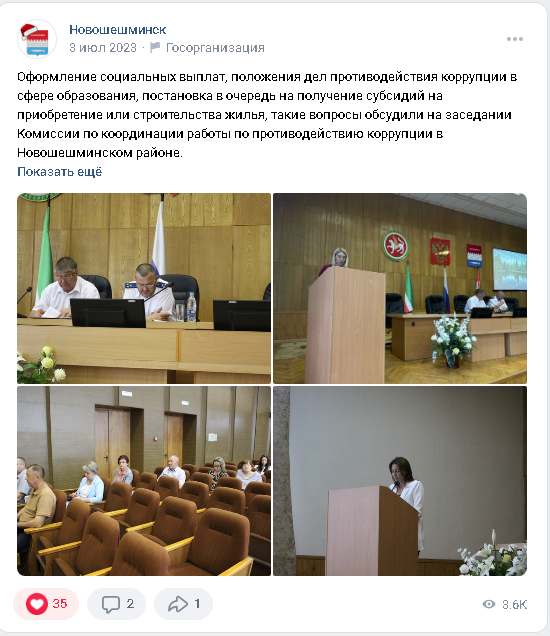 Новошешминск
3 июл 2023 · Госорганизация
Оформление социальных выплат, положения дел противодействия коррупции в
сфере образования, постановка в очередь на получение субсидий на
приобретение или строительства жилья, такие вопросы обсудили на заседании
Комиссии по координации работы по противодействию коррупции в
Новошешминском районе.
Показать ещё
35
2
1
3.6K